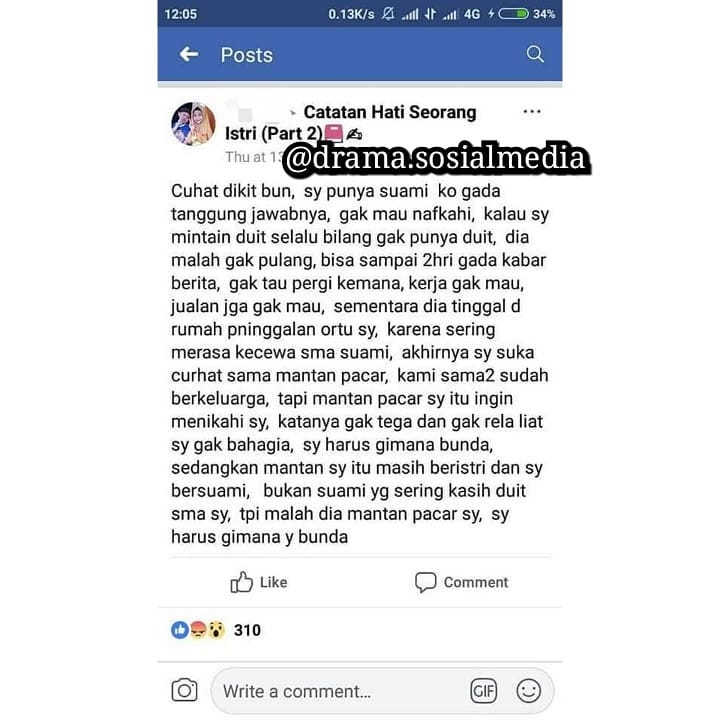 12:05 0.13K/s 4G 34%
Posts
Catatan Hati Seorang
Istri (Part 2)
Thu at 13
@drama.sosialmedia
Cuhat dikit bun, sy punya suami ko gada
tanggung jawabnya, gak mau nafkahi, kalau sy
mintain duit selalu bilang gak punya duit, dia
malah gak pulang, bisa sampai 2hri gada kabar
berita, gak tau pergi kemana, kerja gak mau,
jualan jga gak mau, sementara dia tinggal d
rumah pninggalan ortu sy, karena sering
merasa kecewa sma suami, akhirnya sy suka
curhat sama mantan pacar, kami sama2 sudah
berkeluarga, tapi mantan pacar sy itu ingin
menikahi sy, katanya gak tega dan gak rela liat
sy gak bahagia, sy harus gimana bunda,
sedangkan mantan sy itu masih beristri dan sy
bersuami, bukan suami yg sering kasih duit
sma sy, tpi malah dia mantan pacar sy, sy
harus gimana y bunda
Like Comment
310
Write a comment... GIF